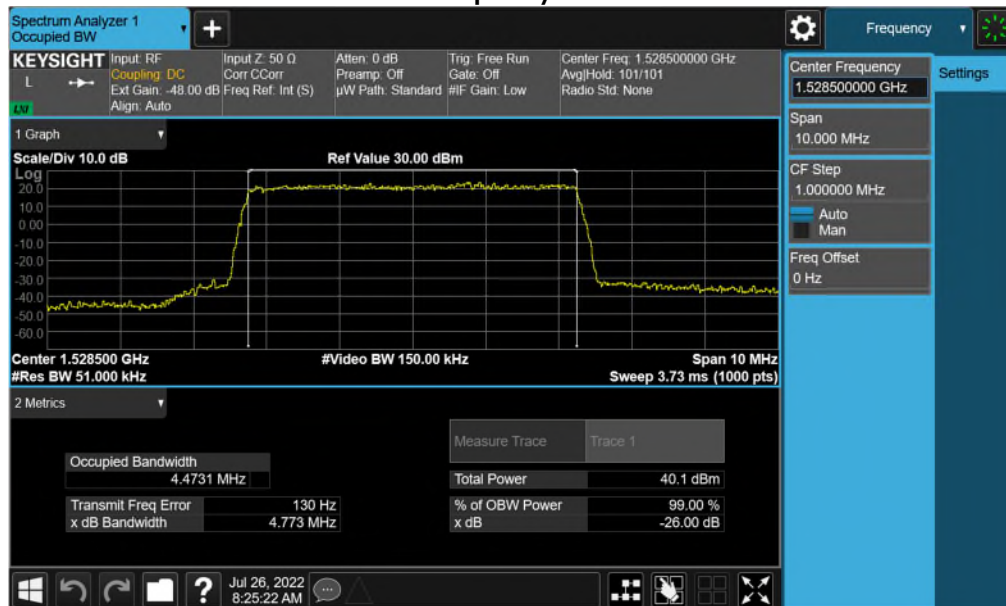 Spectrum Analyzer 1
Occupied BW
+
Frequency
KEYSIGHT
L
LXI
Input: RF
Coupling: DC
Ext Gain: -48.00 dB
Align: Auto
Input Z: 50 Ω
Corr CCorr
Freq Ref: Int (S)
Atten: 0 dB
Preamp: Off
µW Path: Standard
Trig: Free Run
Gate: Off
#IF Gain: Low
Center Freq: 1.528500000 GHz
Avg|Hold: 101/101
Radio Std: None
Center Frequency
1.528500000 GHz
Settings
Span
10.000 MHz
CF Step
1.000000 MHz
Auto
Man
Freq Offset
0 Hz
1 Graph
Scale/Div 10.0 dB
Ref Value 30.00 dBm
Log
20.0
10.0
0.00
-10.0
-20.0
-30.0
-40.0
-50.0
-60.0
Center 1.528500 GHz
#Video BW 150.00 kHz
Span 10 MHz
#Res BW 51.000 kHz
Sweep 3.73 ms (1000 pts)
2 Metrics
Measure Trace
Trace 1
Occupied Bandwidth
4.4731 MHz
Total Power
40.1 dBm
Transmit Freq Error
130 Hz
% of OBW Power
99.00 %
x dB Bandwidth
4.773 MHz
x dB
-26.00 dB
?
Jul 26, 2022
8:25:22 AM